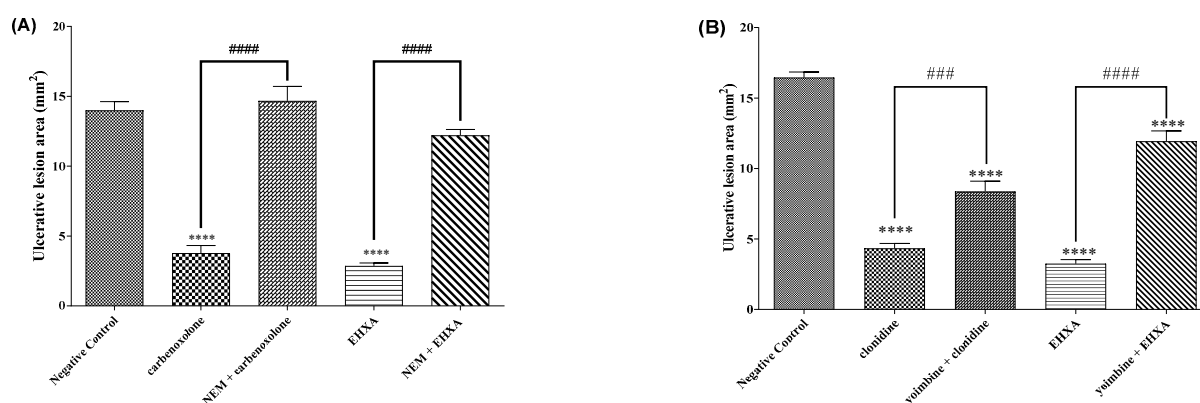 (A)
Ulcerative lesion area (mm2)
20
15
10
5
0
####
####
****
****
Negative Control
carbenoxolone
NEM + carbenoxolone
EHXA
NEM + EHXA
(B)
Ulcerative lesion area (mm2)
20
15
10
5
0
###
####
****
****
****
****
Negative Control
clonidine
yoimbine + clonidine
EHXA
yoimbine + EHXA